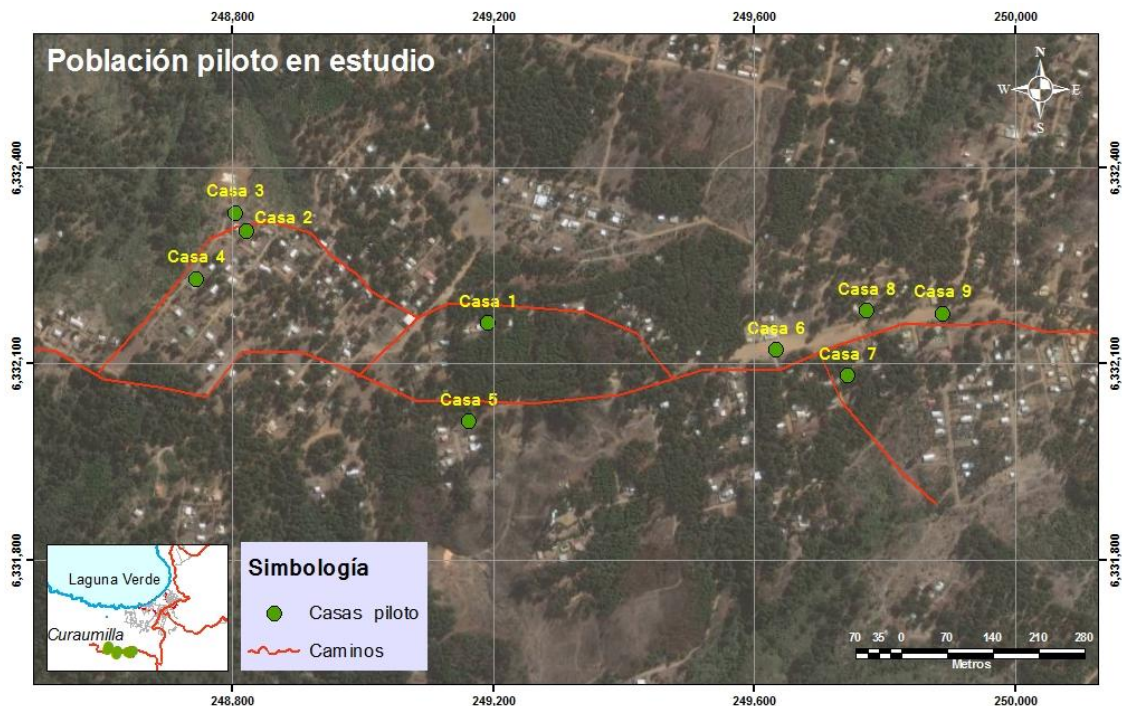 248,800 249,200 249,600 250,000
Población piloto en estudio
N
W E
S
6,332,400 6,332,400
Casa 3
Casa 2
Casa 4
Casa 1
Casa 8 Casa 9
Casa 6
Casa 7
6,332,100 6,332,100
Casa 5
6,331,800 6,331,800
Laguna Verde
Curaumilla
Simbología
Casas piloto
Caminos
70 35 0 70 140 210 280
Metros
248,800 249,200 249,600 250,000